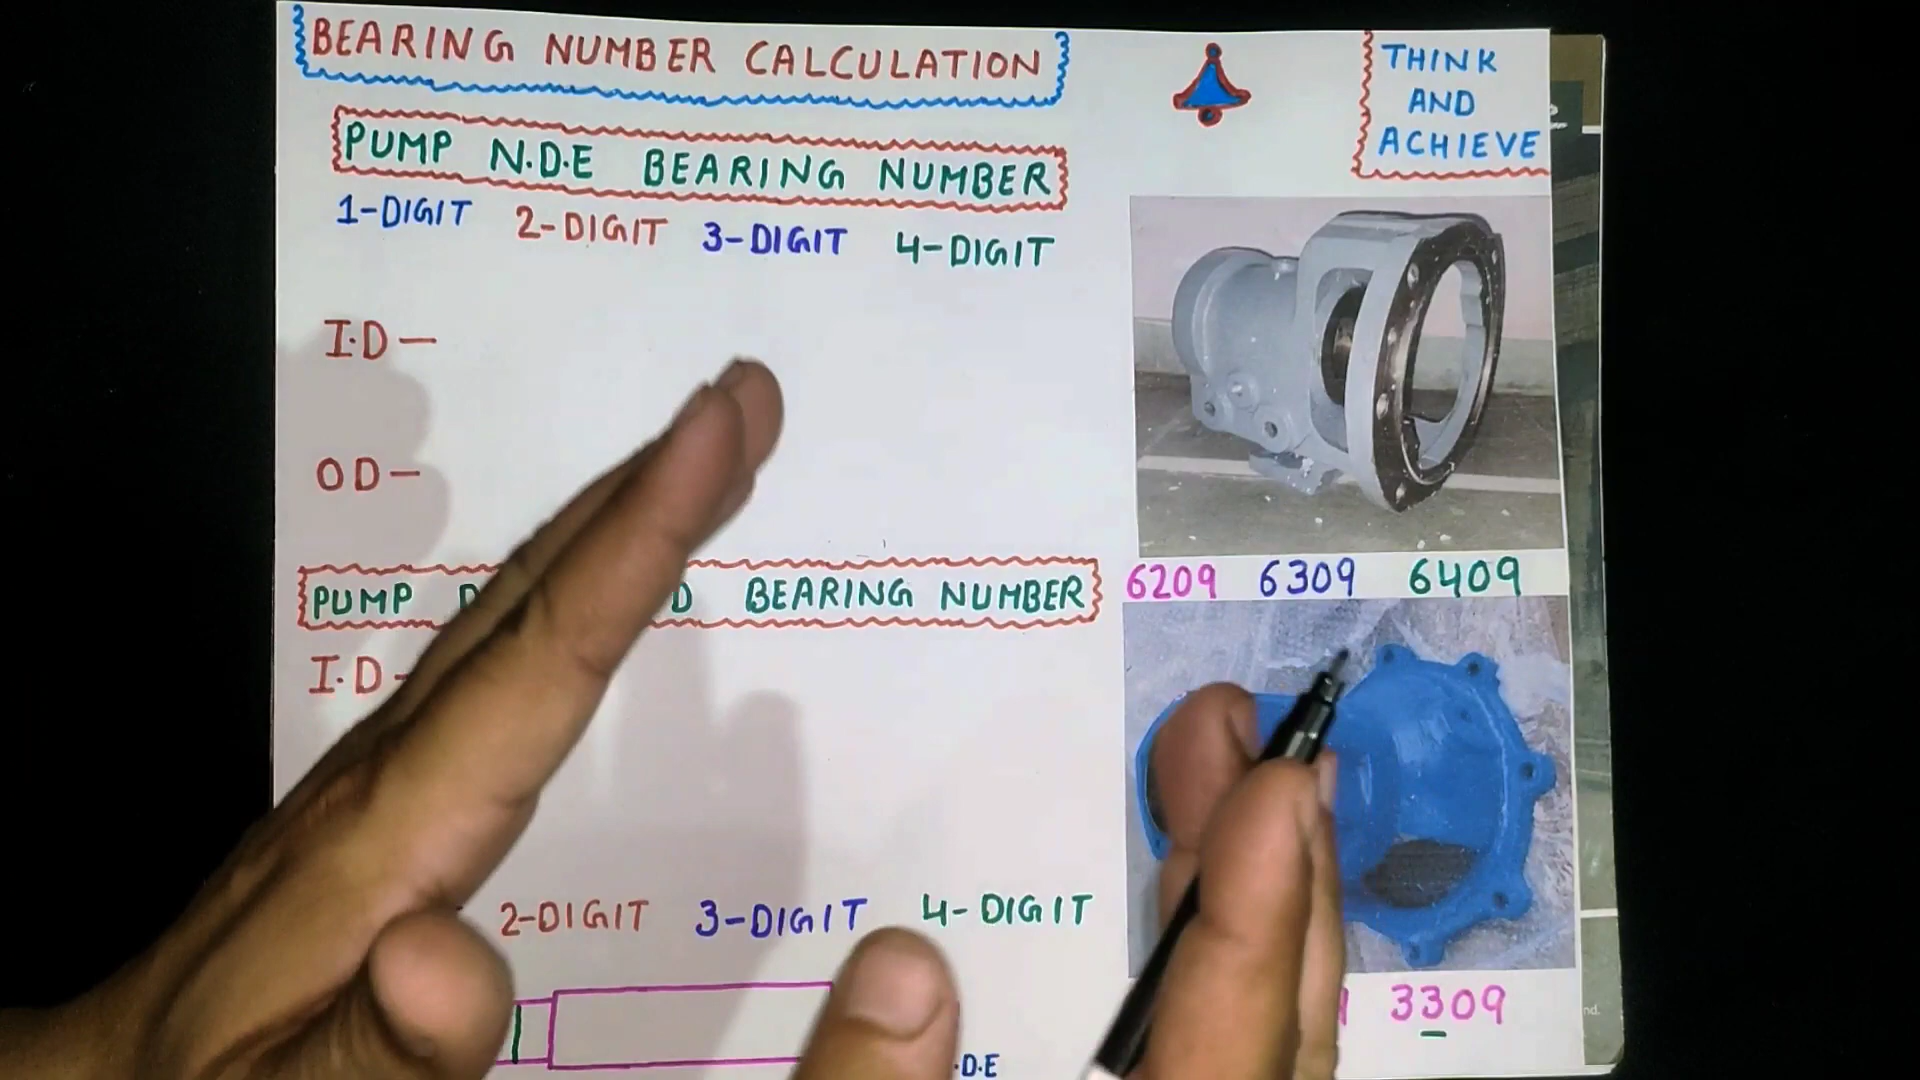 BEARING NUMBER CALCULATION
THINK
AND
ACHIEVE
PUMP N.D.E BEARING NUMBER
1-DIGIT 2-DIGIT 3-DIGIT 4-DIGIT
I.D-
OD-
6209 6309 6409
PUMP BEARING NUMBER
I.D-
2-DIGIT 3-DIGIT 4-DIGIT
3309
.D.E